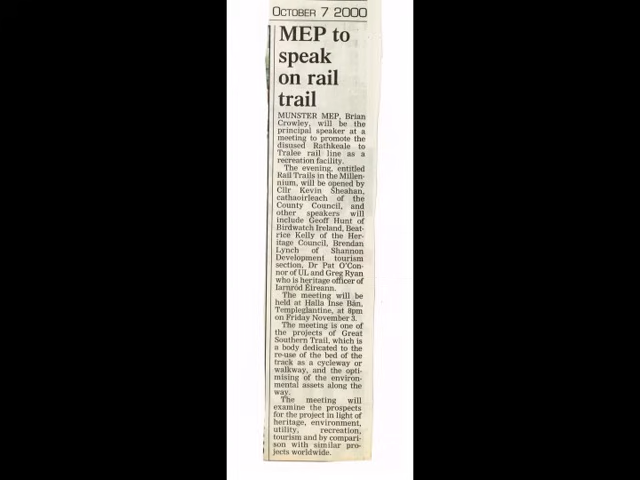 OCTOBER 7 2000
MEP to
speak
on rail
trail
MUNSTER MEP, Brian
Crowley, will be the
principal speaker at a
meeting to promote the
disused Rathkeale to
Tralee rail line as a
recreation facility.
The evening, entitled
Rail Trails in the Millen-
nium, will be opened by
Cllr Kevin Sheahan,
cathaoirleach of the
County Council, and
other speakers will
include Geoff Hunt of
Birdwatch Ireland, Beat-
rice Kelly of the Her-
itage Council, Brendan
Lynch of Shannon
Development tourism
section, Dr Pat O'Con-
nor of UL and Greg Ryan
who is heritage officer of
Iarnród Éireann.
The meeting will be
held at Halla Inse Bán,
Templeglantine, at 8pm
on Friday November 3.
The meeting is one of
the projects of Great
Southern Trail, which is
a body dedicated to the
re-use of the bed of the
track as a cycleway or
walkway, and the opti-
mising of the environ-
mental assets along the
way.
The meeting will
examine the prospects
for the project in light of
heritage, environment,
utility, recreation,
tourism and by compari-
son with similar pro-
jects worldwide.